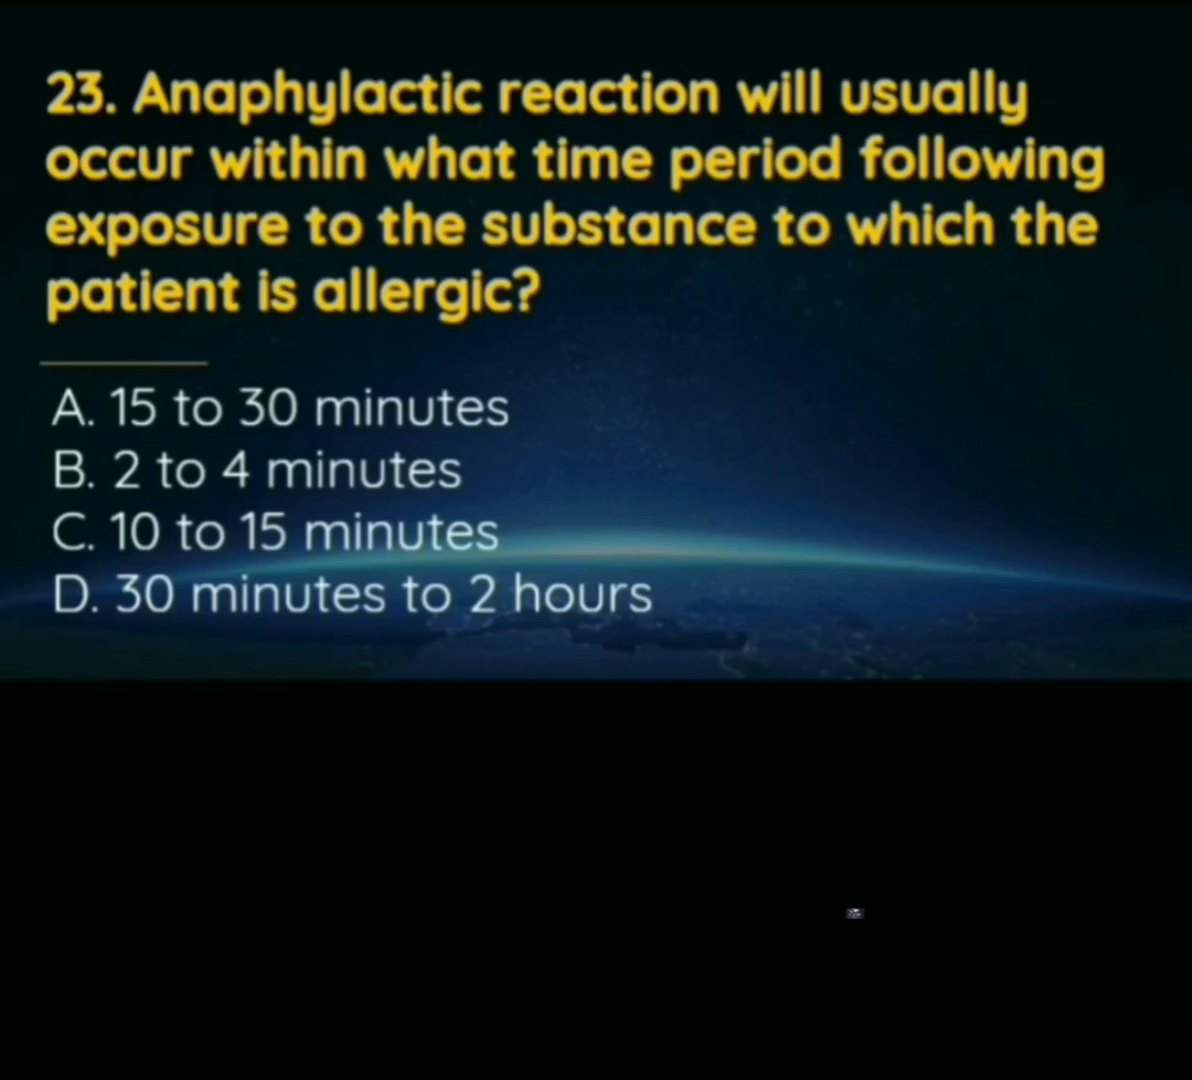 23. Anaphylactic reaction will usually
occur within what time period following
exposure to the substance to which the
patient is allergic?
A. 15 to 30 minutes
B. 2 to 4 minutes
C. 10 to 15 minutes
D. 30 minutes to 2 hours